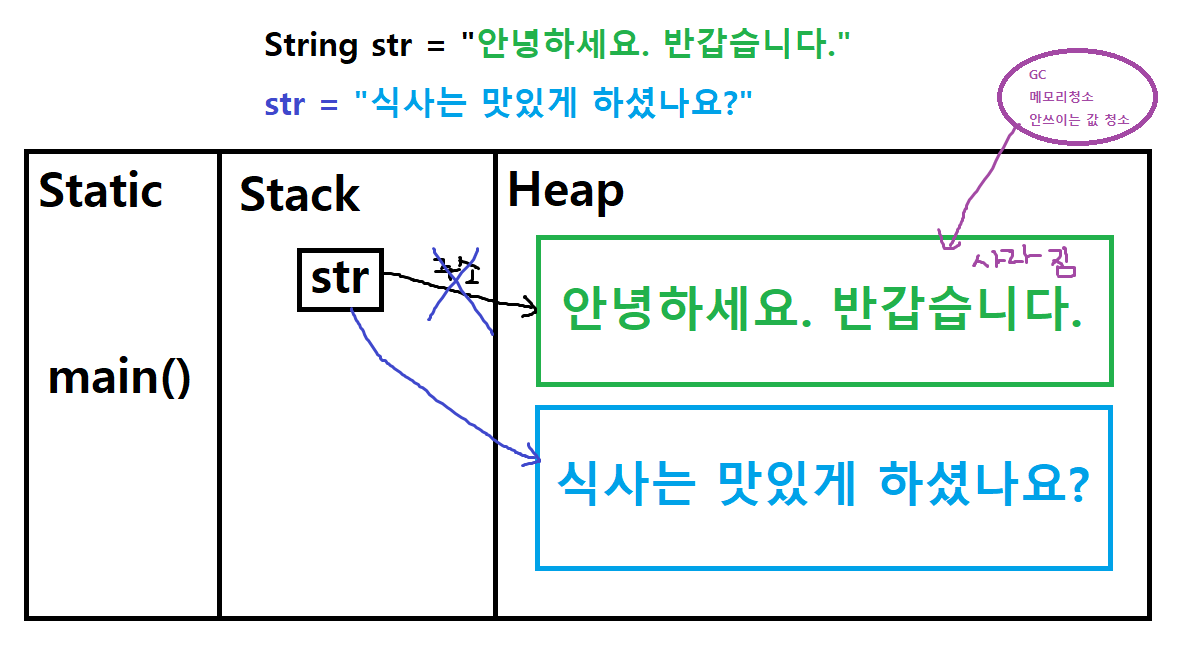 String str = "안녕하세요. 반갑습니다."
str = "식사는 맛있게 하셨나요?"
GC
메모리청소
안쓰이는 값 청소
Static
Stack
Heap
str
주소
사라짐
안녕하세요. 반갑습니다.
main()
식사는 맛있게 하셨나요?